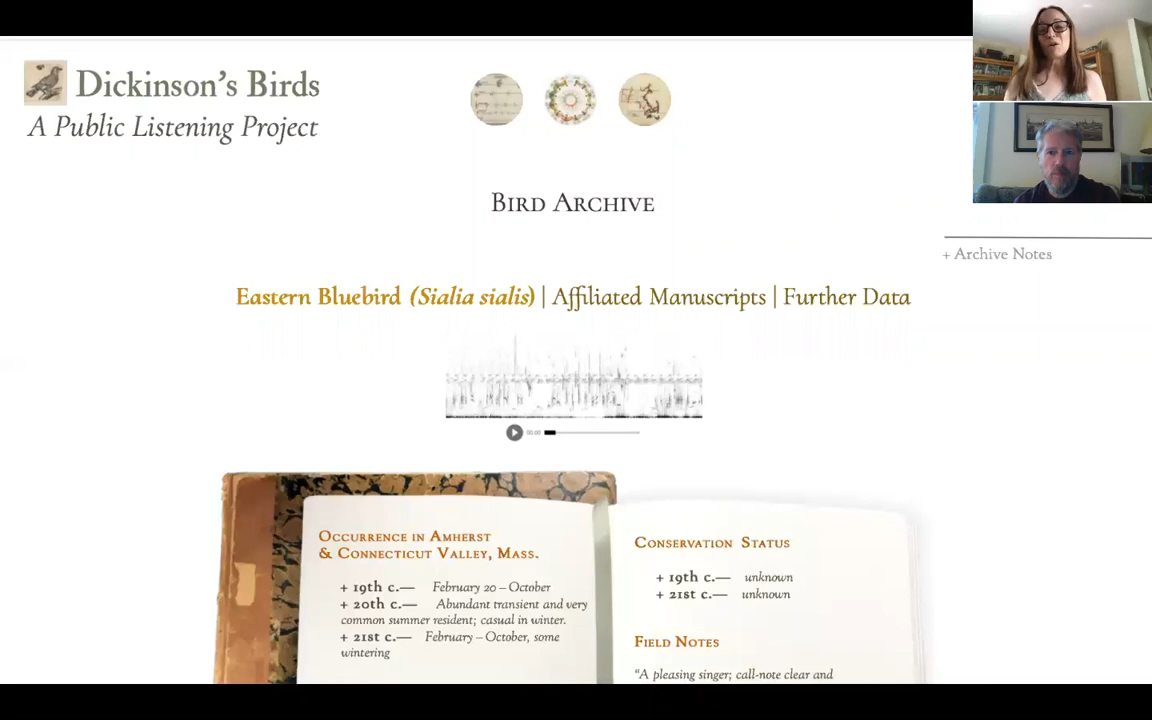 Dickinson's Birds
A Public Listening Project
Bird Archive
+ Archive Notes
Eastern Bluebird (Sialia sialis) | Affiliated Manuscripts | Further Data
00:00
Occurrence in Amherst
& Connecticut Valley, Mass.
+ 19th c.— February 20 – October
+ 20th c.— Abundant transient and very
common summer resident; casual in winter.
+ 21st c.— February – October, some
wintering
Conservation Status
+ 19th c.— unknown
+ 21st c.— unknown
Field Notes
"A pleasing singer; call-note clear and